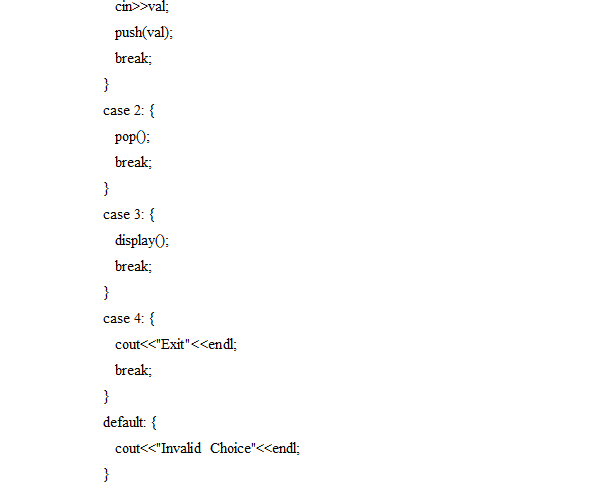 cin>>val;
push(val);
break;
}
case 2: {
pop();
break;
}
case 3: {
display();
break;
}
case 4: {
cout<<"Exit"<<endl;
break;
}
default: {
cout<<"Invalid Choice"<<endl;
}